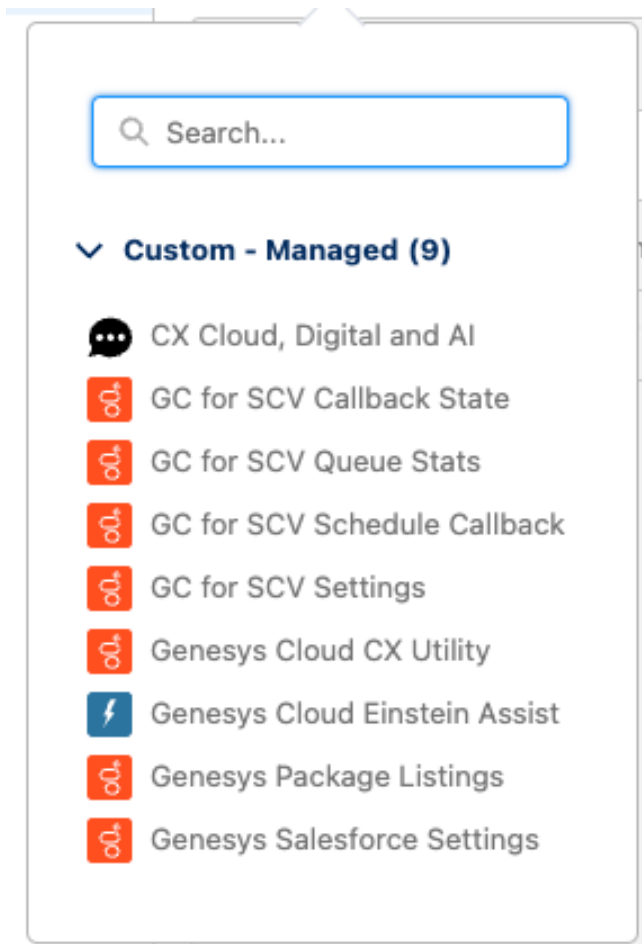 Search...
Custom - Managed (9)
CX Cloud, Digital and AI
GC for SCV Callback State
GC for SCV Queue Stats
GC for SCV Schedule Callback
GC for SCV Settings
Genesys Cloud CX Utility
Genesys Cloud Einstein Assist
Genesys Package Listings
Genesys Salesforce Settings